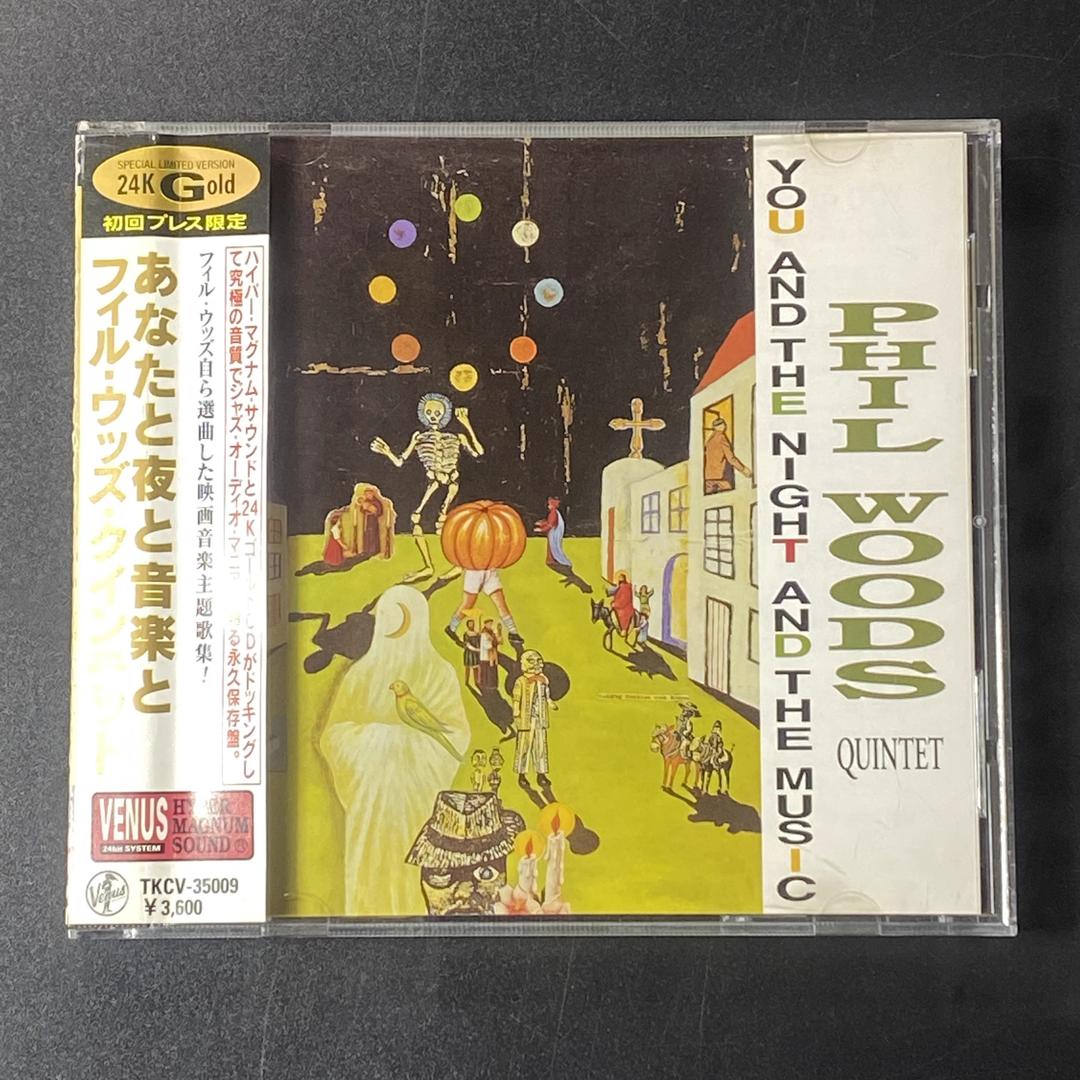 SPECIAL LIMITED VERSION
24K Gold
初回プレス限定
ハイパー・マグナム・サウンドと24Kゴールド
CDがドッキングし
て究極の音質でジャズ・オーディオ・マニア
る永久保存盤。
フィル・ウッズ自ら選曲した映画音楽主題歌集!
あなたと夜と音楽と
フィル・ウッズ・クインテット
VENUS
24bit SYSTEM
HYPER
MAGNUM
SOUND
Venus
TKCV-35009
¥3,600
YOU AND THE NIGHT AND THE MUSIC
PHIL WOODS
QUINTET